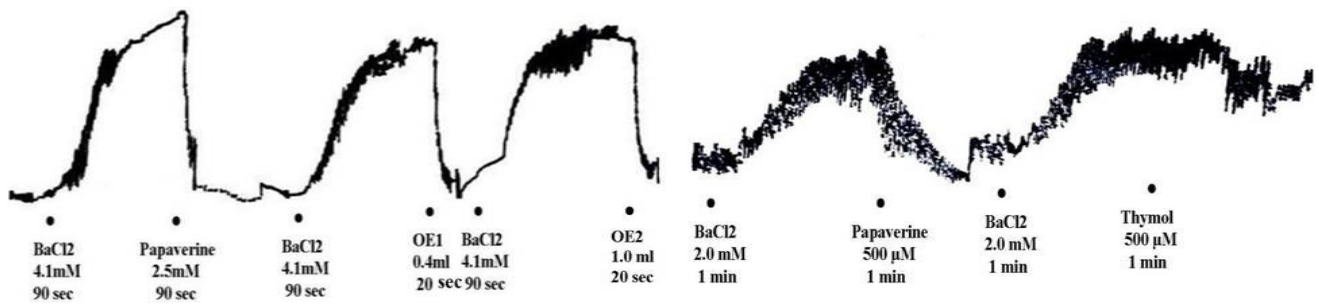 BaCl2
4.1mM
90 sec
Papaverine
2.5mM
90 sec
BaCl2
4.1mM
90 sec
OE1
0.4ml
20 sec
BaCl2
4.1mM
90 sec
OE2
1.0 ml
20 sec
BaCl2
2.0 mM
1 min
Papaverine
500 µM
1 min
BaCl2
2.0 mM
1 min
Thymol
500 µM
1 min